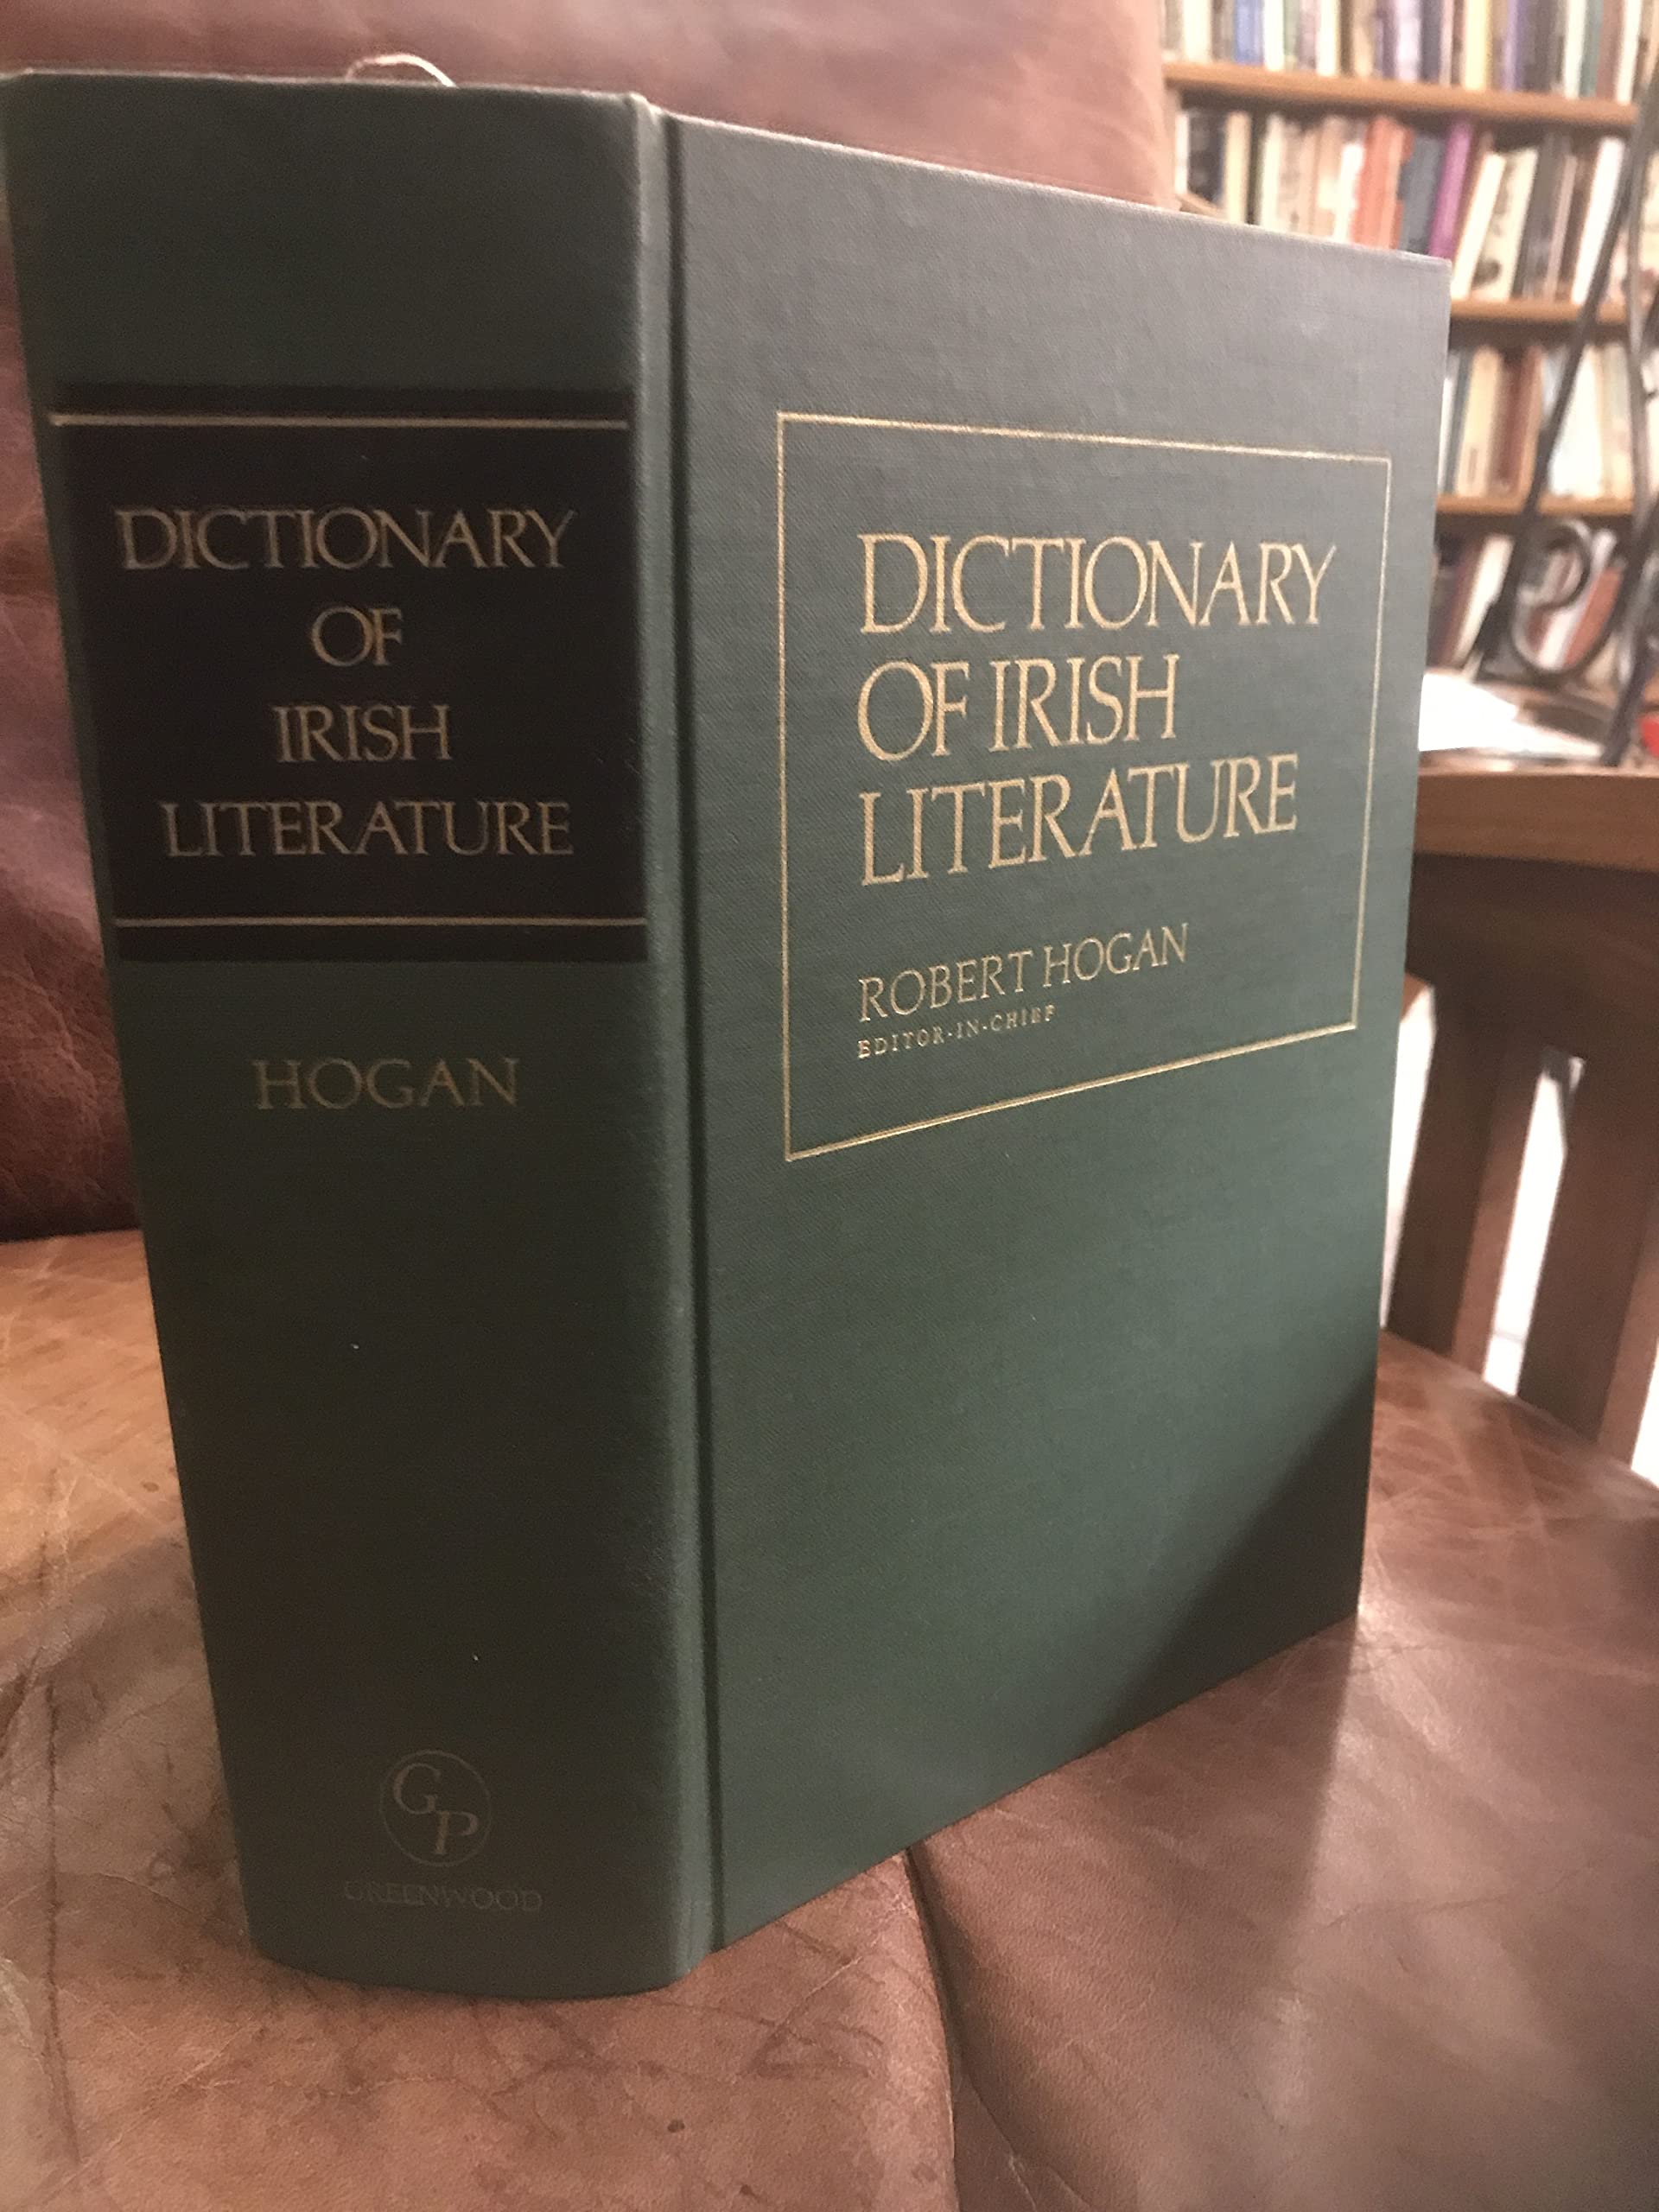 DICTIONARY
OF
IRISH
LITERATURE
HOGAN
GP
GREENWOOD
DICTIONARY
OF IRISH
LITERATURE
ROBERT HOGAN
EDITOR-IN-CHIEF